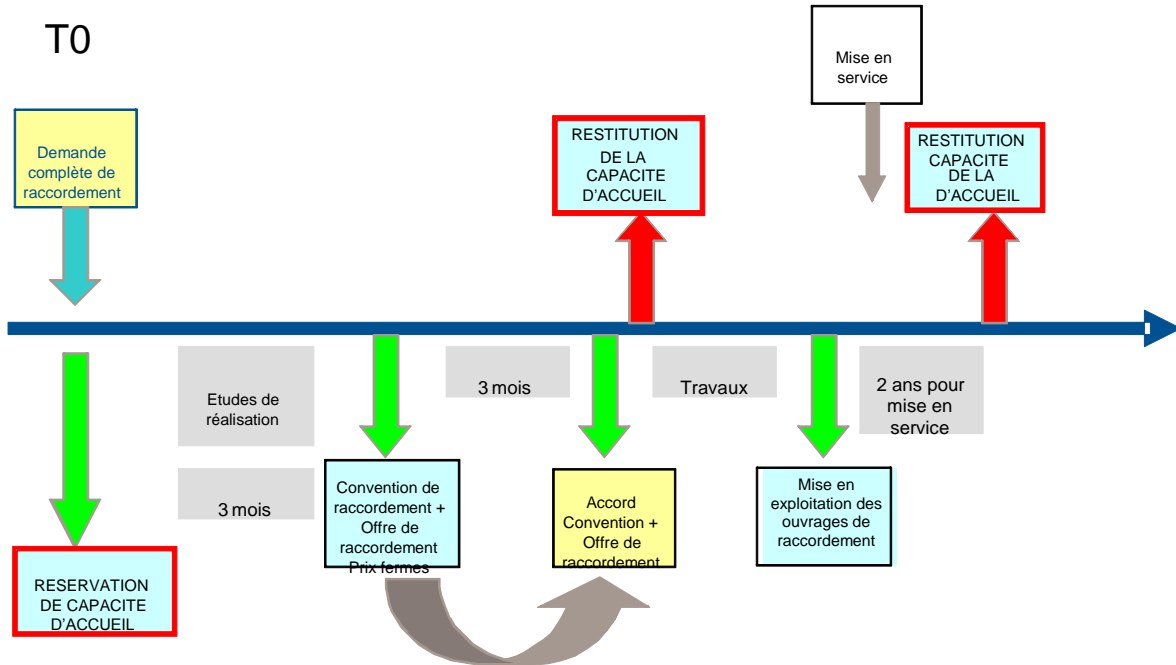 T0
Mise en
service
Demande
complète de
raccordement
RESTITUTION
DE LA
CAPACITE
D'ACCUEIL
RESTITUTION
CAPACITE
DE LA
D'ACCUEIL
Etudes de
réalisation
3 mois
3 mois
Travaux
2 ans pour
mise en
service
RESERVATION
DE CAPACITE
D'ACCUEIL
Convention de
raccordement +
Offre de
raccordement
Prix fermes
Accord
Convention +
Offre de
raccordement
Mise en
exploitation des
ouvrages de
raccordement